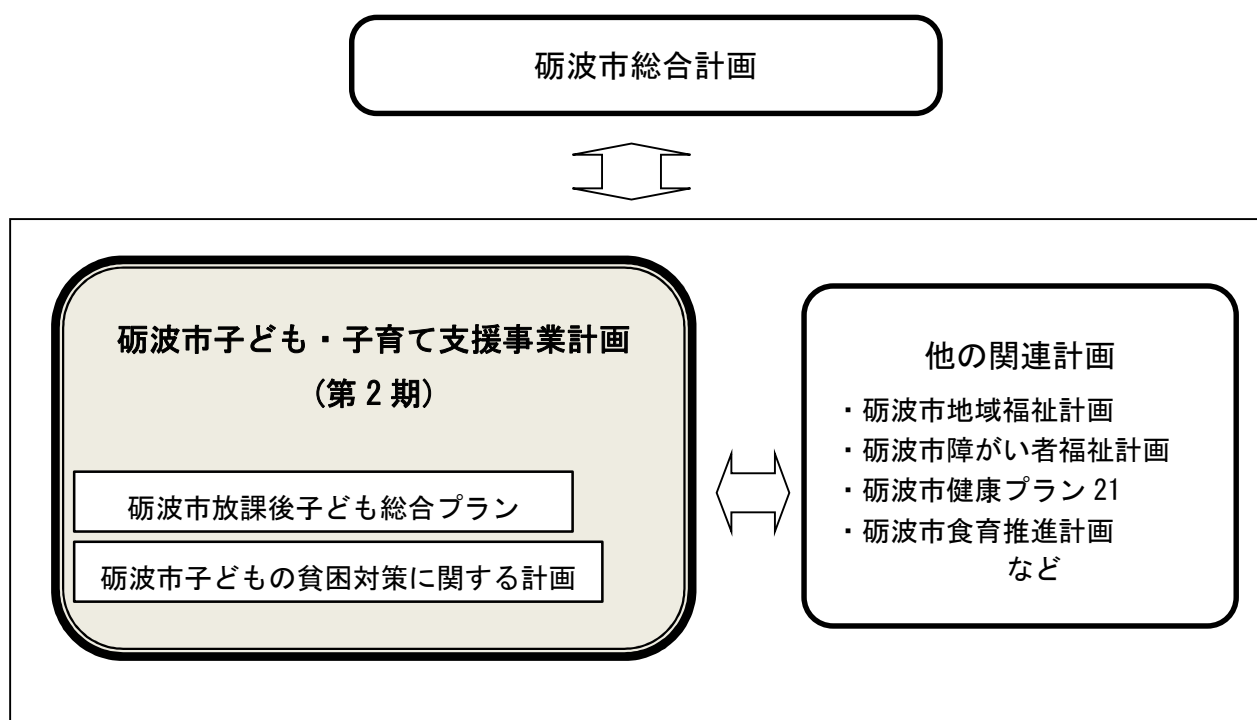 砺波市総合計画
砺波市子ども・子育て支援事業計画
(第2期)
砺波市放課後子ども総合プラン
砺波市子どもの貧困対策に関する計画
他の関連計画
・砺波市地域福祉計画
・砺波市障がい者福祉計画
・砺波市健康プラン21
・砺波市食育推進計画
など